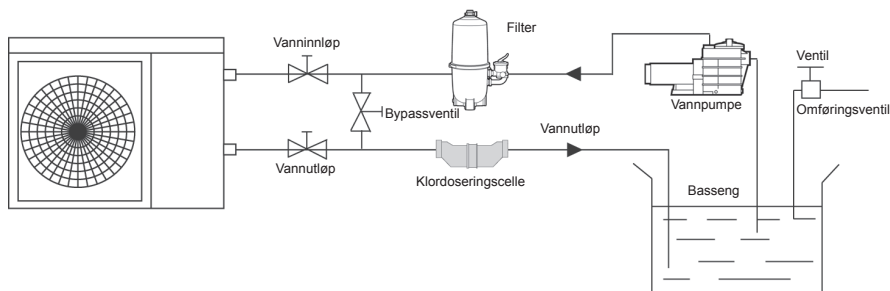 Filter
Vanninnløp
Ventil
Vannpumpe
Omføringsventil
Bypassventil
Vannutløp
Vannutløp
Klordoseringscelle
Basseng